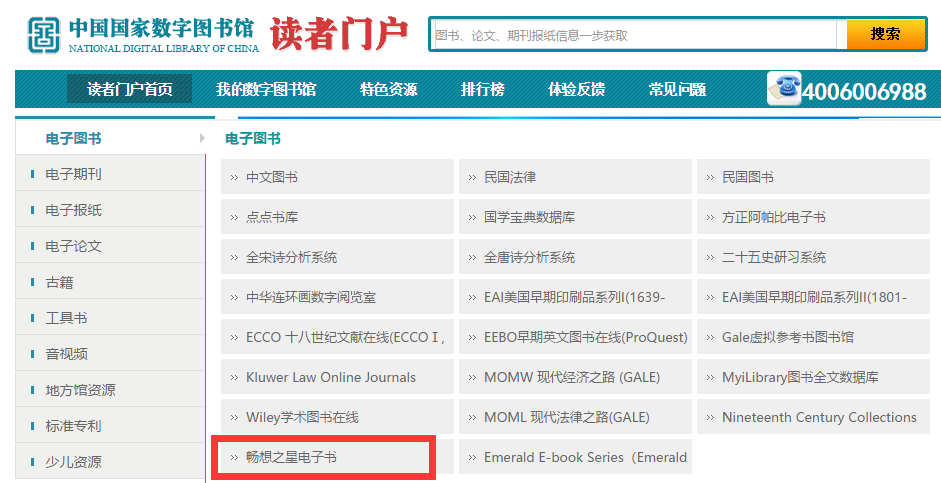 中国国家数字图书馆
NATIONAL DIGITAL LIBRARY OF CHINA
读者门户
图书、论文、期刊报纸信息一步获取
搜索
读者门户首页 我的数字图书馆 特色资源 排行榜 体验反馈 常见问题 4006006988
电子图书
电子期刊
电子报纸
电子论文
古籍
工具书
音视频
地方馆资源
标准专利
少儿资源
电子图书
›› 中文图书 ›› 民国法律 ›› 民国图书
›› 点点书库 ›› 国学宝典数据库 ›› 方正阿帕比电子书
›› 全宋诗分析系统 ›› 全唐诗分析系统 ›› 二十五史研习系统
›› 中华连环画数字阅览室 ›› EAI美国早期印刷品系列I(1639- ›› EAI美国早期印刷品系列II(1801-
›› ECCO 十八世纪文献在线(ECCO I , ›› EEBO早期英文图书在线(ProQuest) ›› Gale虚拟参考书图书馆
›› Kluwer Law Online Journals ›› MOMW 现代经济之路 (GALE) ›› MyiLibrary图书全文数据库
›› Wiley学术图书在线 ›› MOML 现代法律之路(GALE) ›› Nineteenth Century Collections
›› 畅想之星电子书 ›› Emerald E-book Series（Emerald